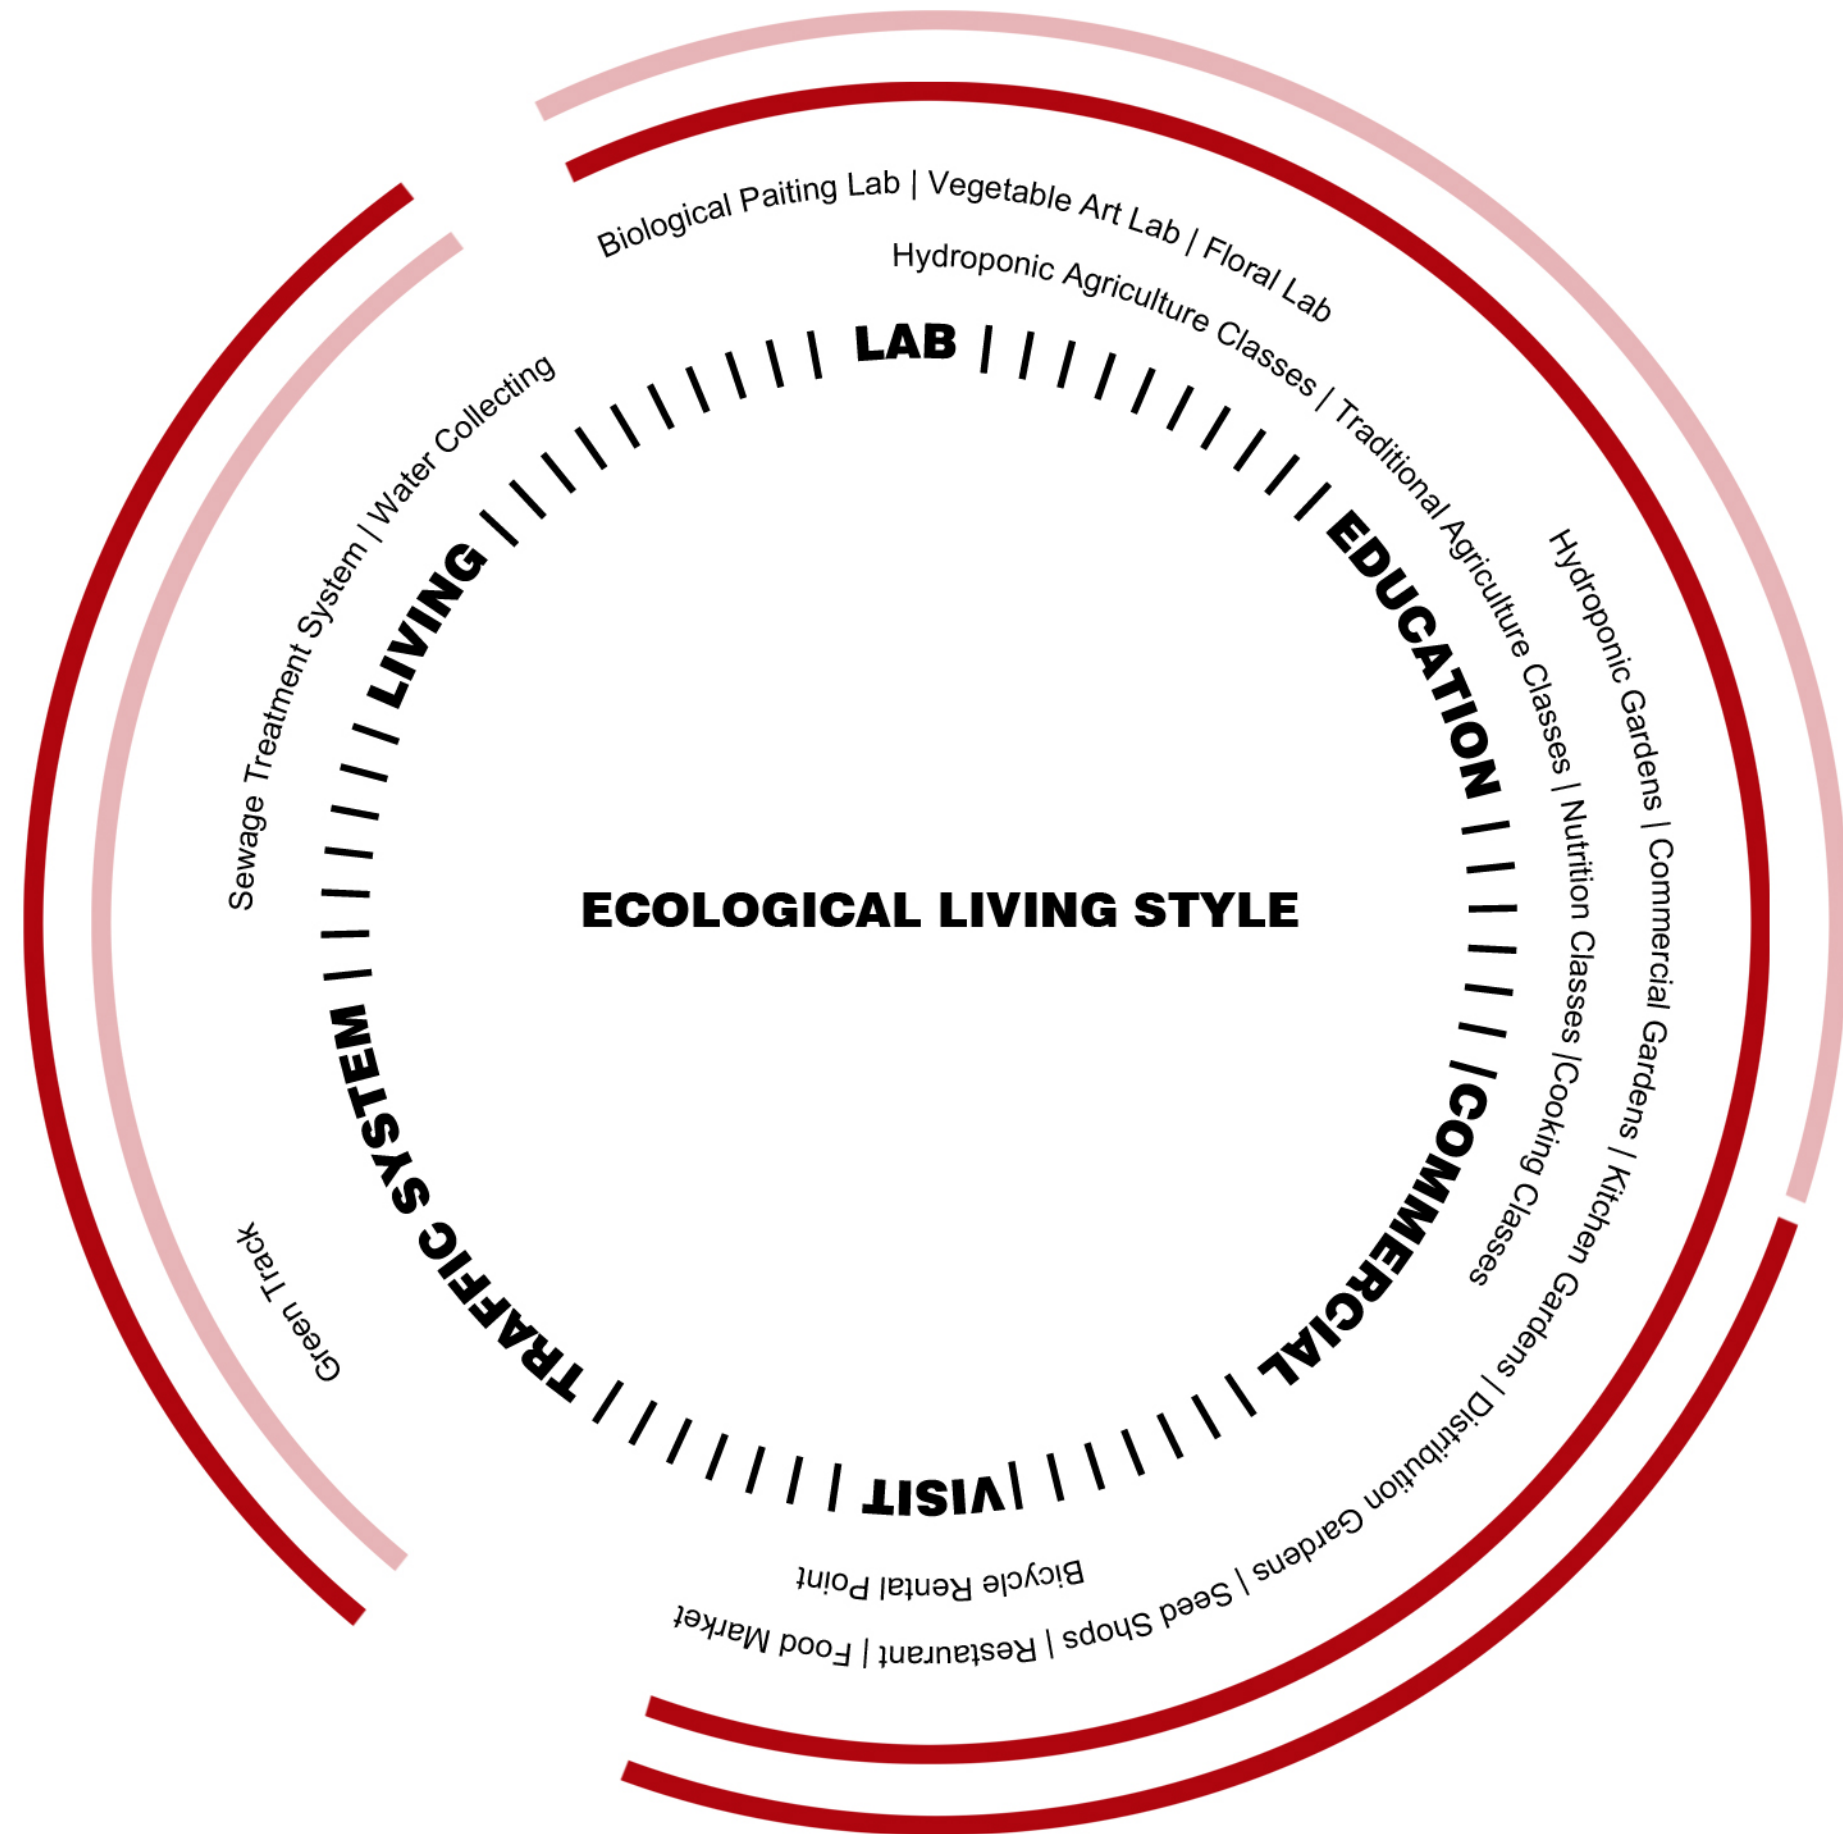 Biological Paiting Lab | Vegetable Art Lab | Floral Lab
Hydroponic Agriculture Classes | Traditional Agriculture Classes | Nutrition Classes |Cooking Classes
Hydroponic Gardens | Commercial Gardens | Kitchen Gardens | Distribution Gardens | Seed Shops | Restaurant | Food Market
Bicycle Rental Point
Green Track
Sewage Treatment System | Water Collecting
LAB
EDUCATION
COMMERCIAL
VISIT
TRAFFIC SYSTEM
LIVING
ECOLOGICAL LIVING STYLE